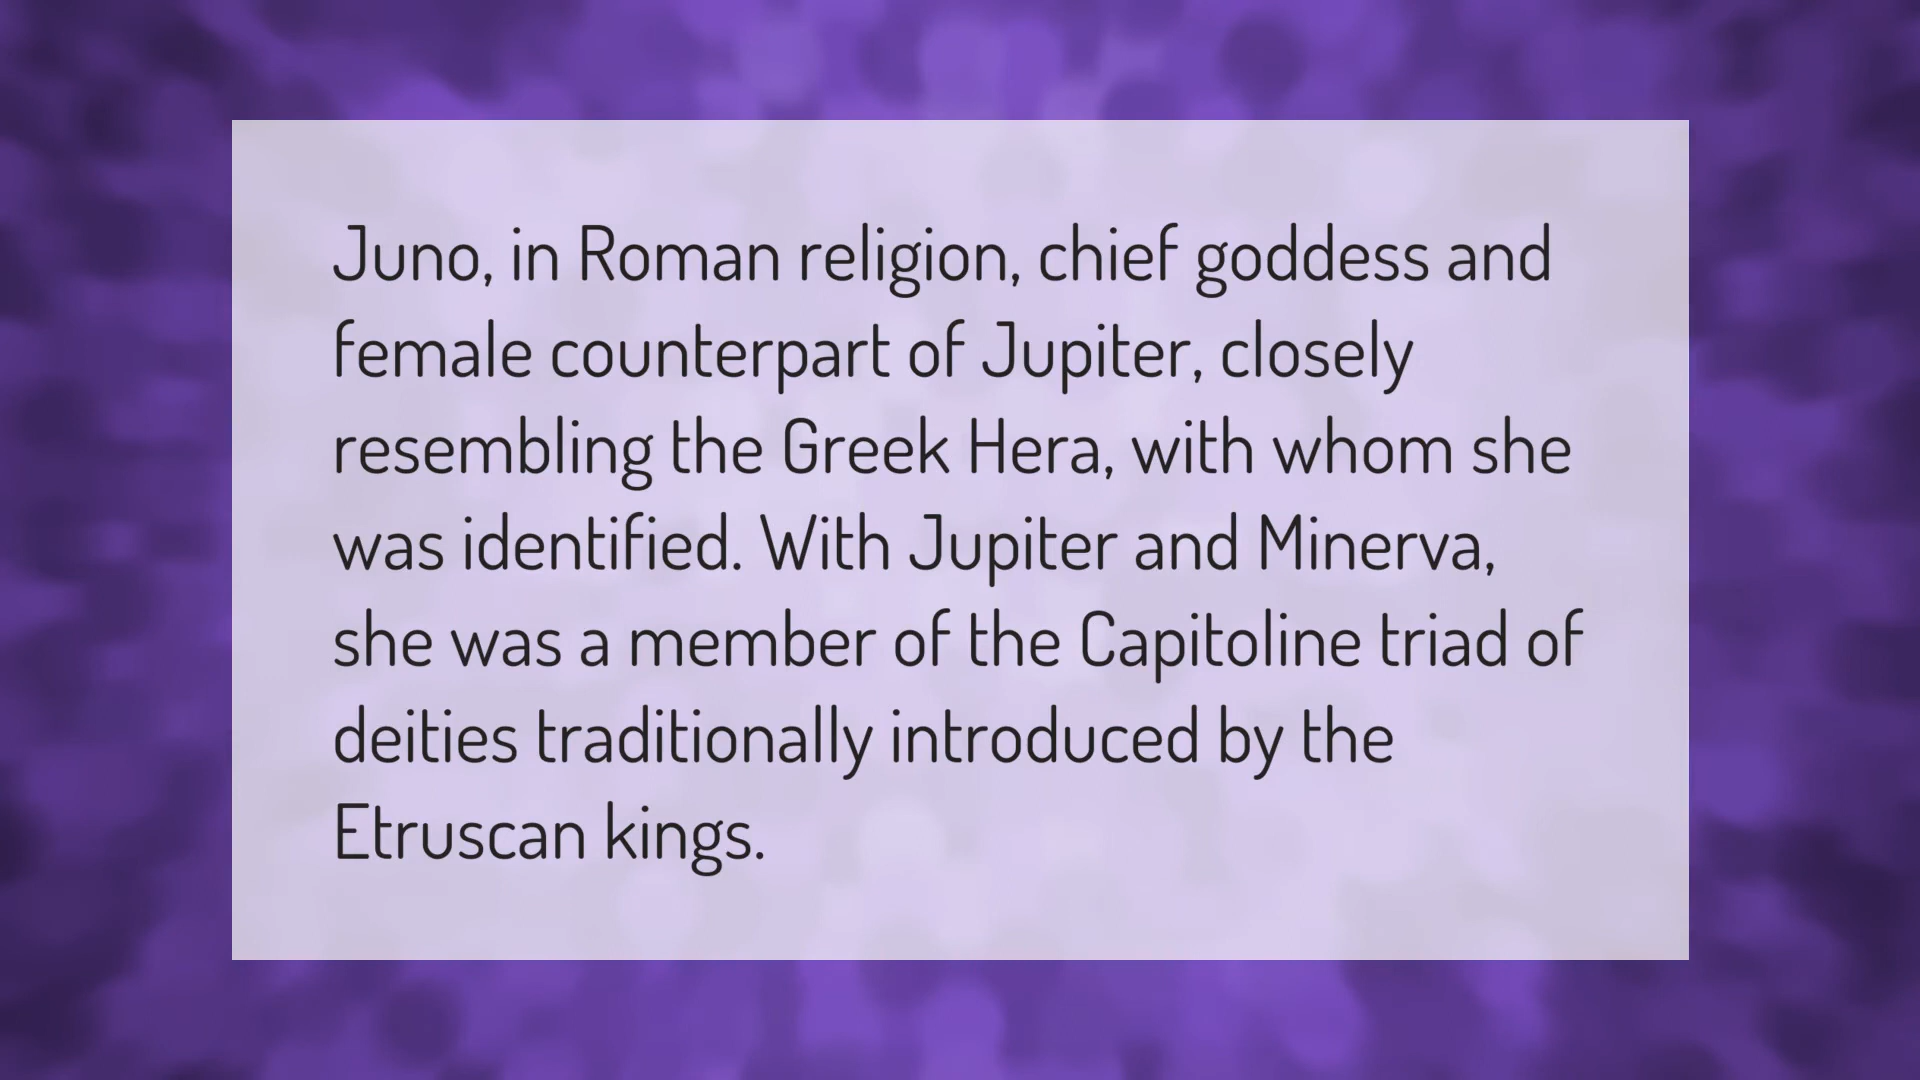 Juno, in Roman religion, chief goddess and
female counterpart of Jupiter, closely
resembling the Greek Hera, with whom she
was identified. With Jupiter and Minerva,
she was a member of the Capitoline triad of
deities traditionally introduced by the
Etruscan kings.